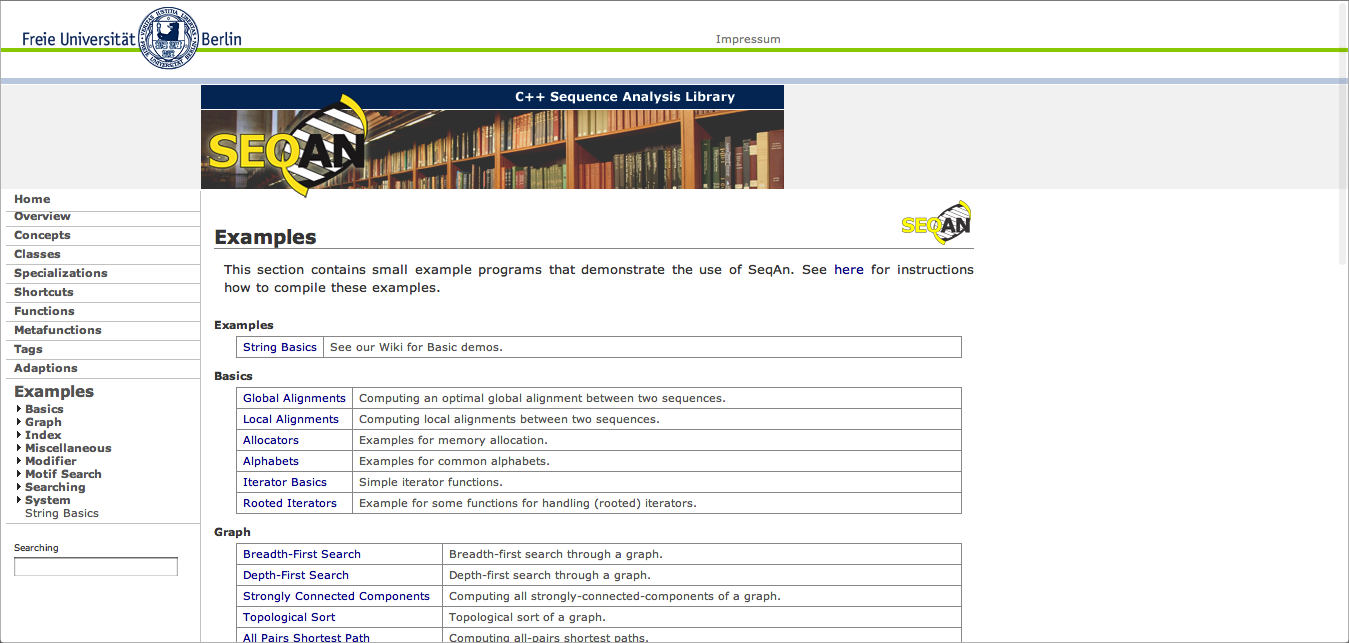 Freie Universität Berlin
Impressum
C++ Sequence Analysis Library
SEQAN
Home
Overview
Concepts
Classes
Specializations
Shortcuts
Functions
Metafunctions
Tags
Adaptions
Examples
Basics
Graph
Index
Miscellaneous
Modifier
Motif Search
Searching
System
String Basics
Searching
SEQAN
Examples
This section contains small example programs that demonstrate the use of SeqAn. See here for instructions
how to compile these examples.
Examples
String Basics See our Wiki for Basic demos.
Basics
Global Alignments Computing an optimal global alignment between two sequences.
Local Alignments Computing local alignments between two sequences.
Allocators Examples for memory allocation.
Alphabets Examples for common alphabets.
Iterator Basics Simple iterator functions.
Rooted Iterators Example for some functions for handling (rooted) iterators.
Graph
Breadth-First Search Breadth-first search through a graph.
Depth-First Search Depth-first search through a graph.
Strongly Connected Components Computing all strongly-connected-components of a graph.
Topological Sort Topological sort of a graph.
All Pairs Shortest Path Computing all-pairs shortest paths.